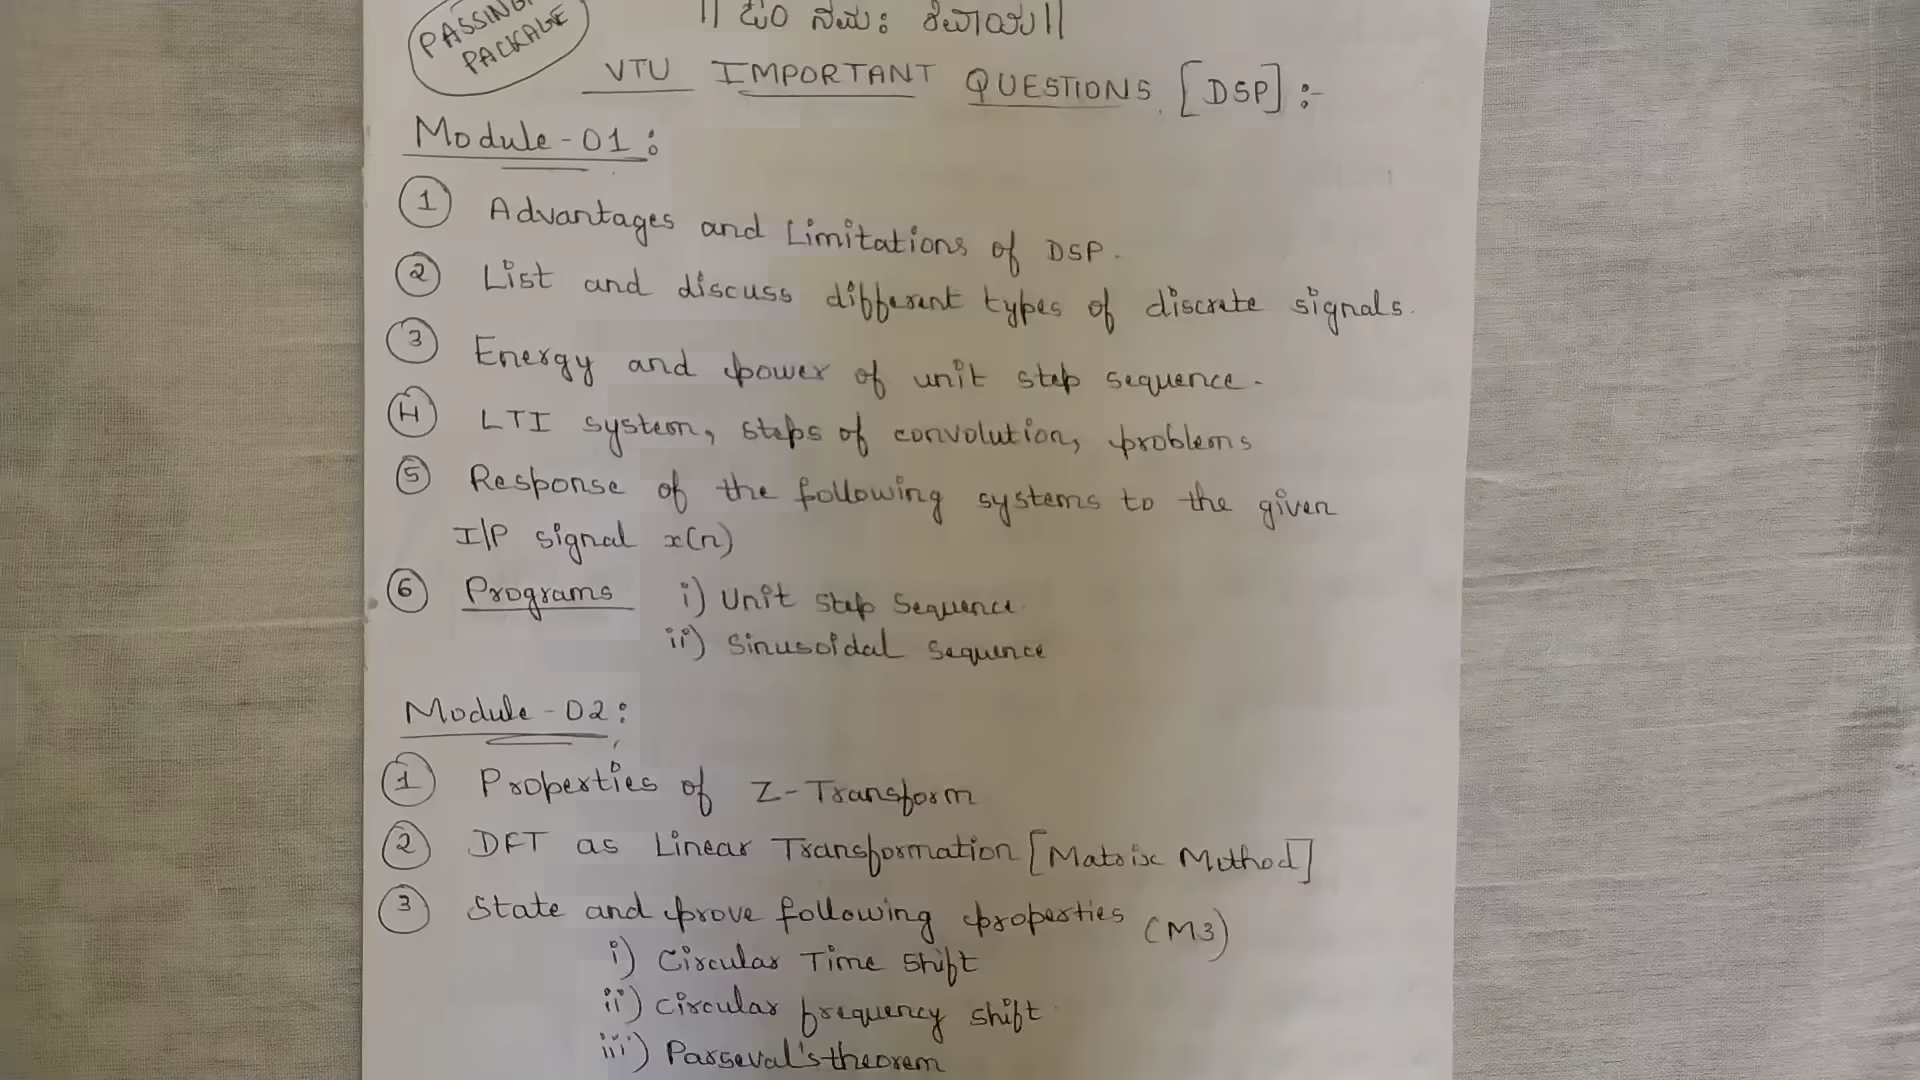 PASSING
PACKAGE
|| ಓಂ ನಮಃ ಶಿವಾಯ ||
VTU IMPORTANT QUESTIONS [DSP] :-
Module-01 :
1 Advantages and Limitations of DSP.
2 List and discuss different types of discrete signals.
3 Energy and power of unit step sequence.
4 LTI system, steps of convolution, problems
5 Response of the following systems to the given
I/P signal x(n)
6 Programs i) Unit step sequence
ii) Sinusoidal sequence
Module-02 :
1 Properties of Z-Transform
2 DFT as Linear Transformation [Matrix Method]
3 State and prove following properties (M3)
i) Circular Time shift
ii) Circular frequency shift
iii) Parseval's theorem